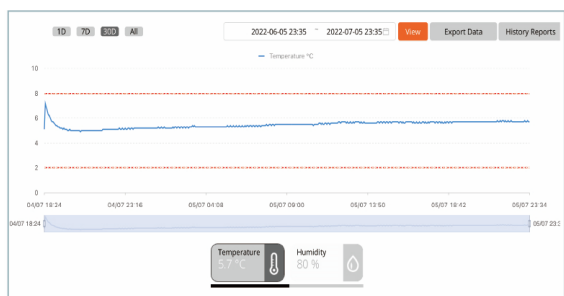 1D 7D 30D All 2022-06-05 23:35 ~ 2022-07-05 23:35 View Export Data History Reports
Temperature °C
10
8
6
4
2
0
04/07 18:34 04/07 23:16 05/07 04:08 05/07 09:00 05/07 13:50 05/07 18:42 05/07 23:34
04/07 18:24 05/07 23:3
Temperature Humidity
5.7 °C 80 %